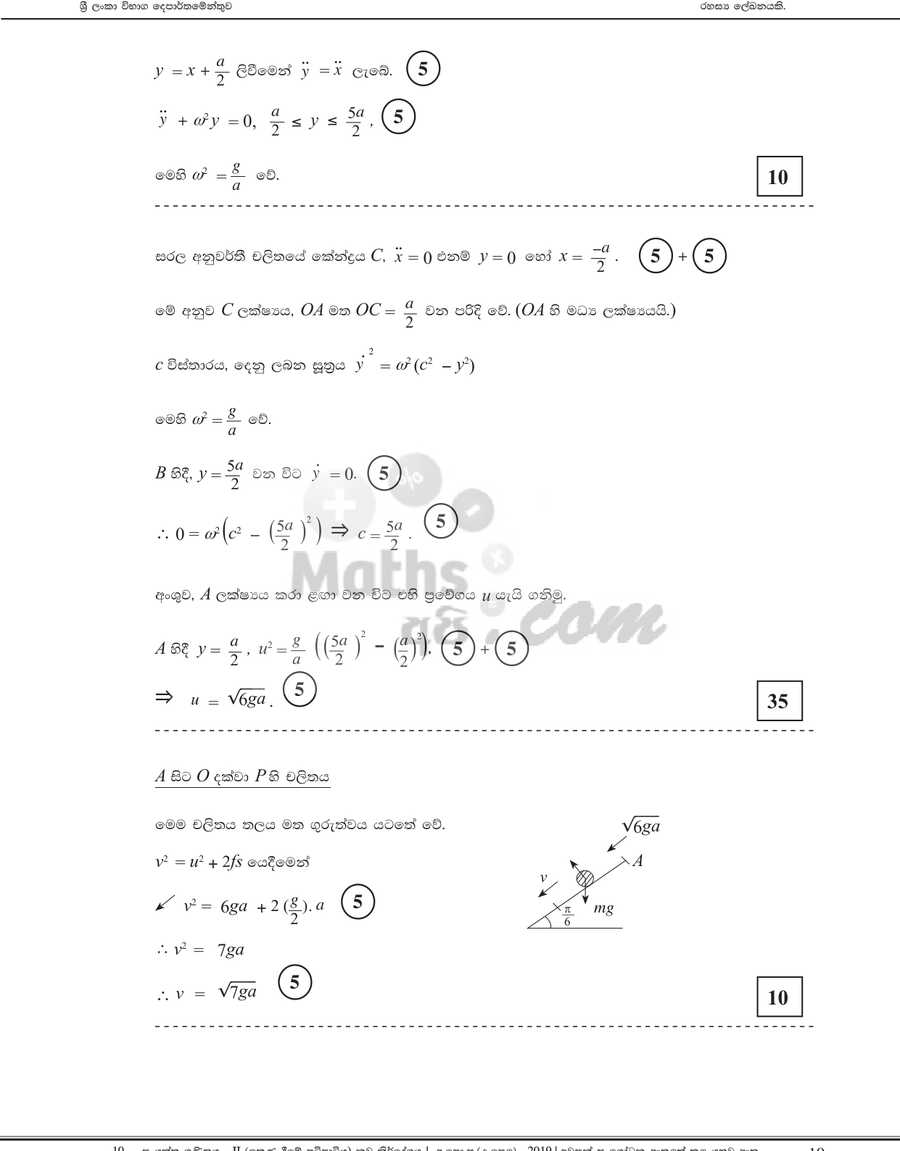 ශ්‍රී ලංකා විභාග දෙපාර්තමේන්තුව රහස්‍ය ලේඛනයකි.
y = x + a/2 ලිවීමෙන් ÿ = ẍ ලැබේ. 5
ÿ + ω²y = 0, a/2 ≤ y ≤ 5a/2 , 5
මෙහි ω² = g/a වේ. 10
සරල අනුවර්තී චලිතයේ කේන්ද්‍රය C, ẍ = 0 එනම් y = 0 හෝ x = –a/2 . 5 + 5
මේ අනුව C ලක්ෂ්‍යය, OA මත OC = a/2 වන පරිදි වේ. (OA හි මධ්‍ය ලක්ෂ්‍යයයි.)
c විස්තාරය, දෙනු ලබන සූත්‍රය ẏ² = ω² (c² – y²)
මෙහි ω² = g/a වේ.
B හිදී, y = 5a/2 වන විට ẏ = 0. 5
∴ 0 = ω² (c² – (5a/2)²) ⇒ c = 5a/2 . 5
Maths
අපි .com
අංශුව, A ලක්ෂ්‍යය කරා ළඟා වන විට එහි ප්‍රවේගය u යැයි ගනිමු.
A හිදී y = a/2 , u² = g/a ((5a/2)² – (a/2)²). 5 + 5
⇒ u = √6ga . 5 35
A සිට O දක්වා P හි චලිතය
මෙම චලිතය තලය මත ගුරුත්වය යටතේ වේ.
v² = u² + 2fs යෙදීමෙන්
v² = 6ga + 2 (g/2). a 5
∴ v² = 7ga
∴ v = √7ga 5 10
√6ga
A
v
mg
π/6